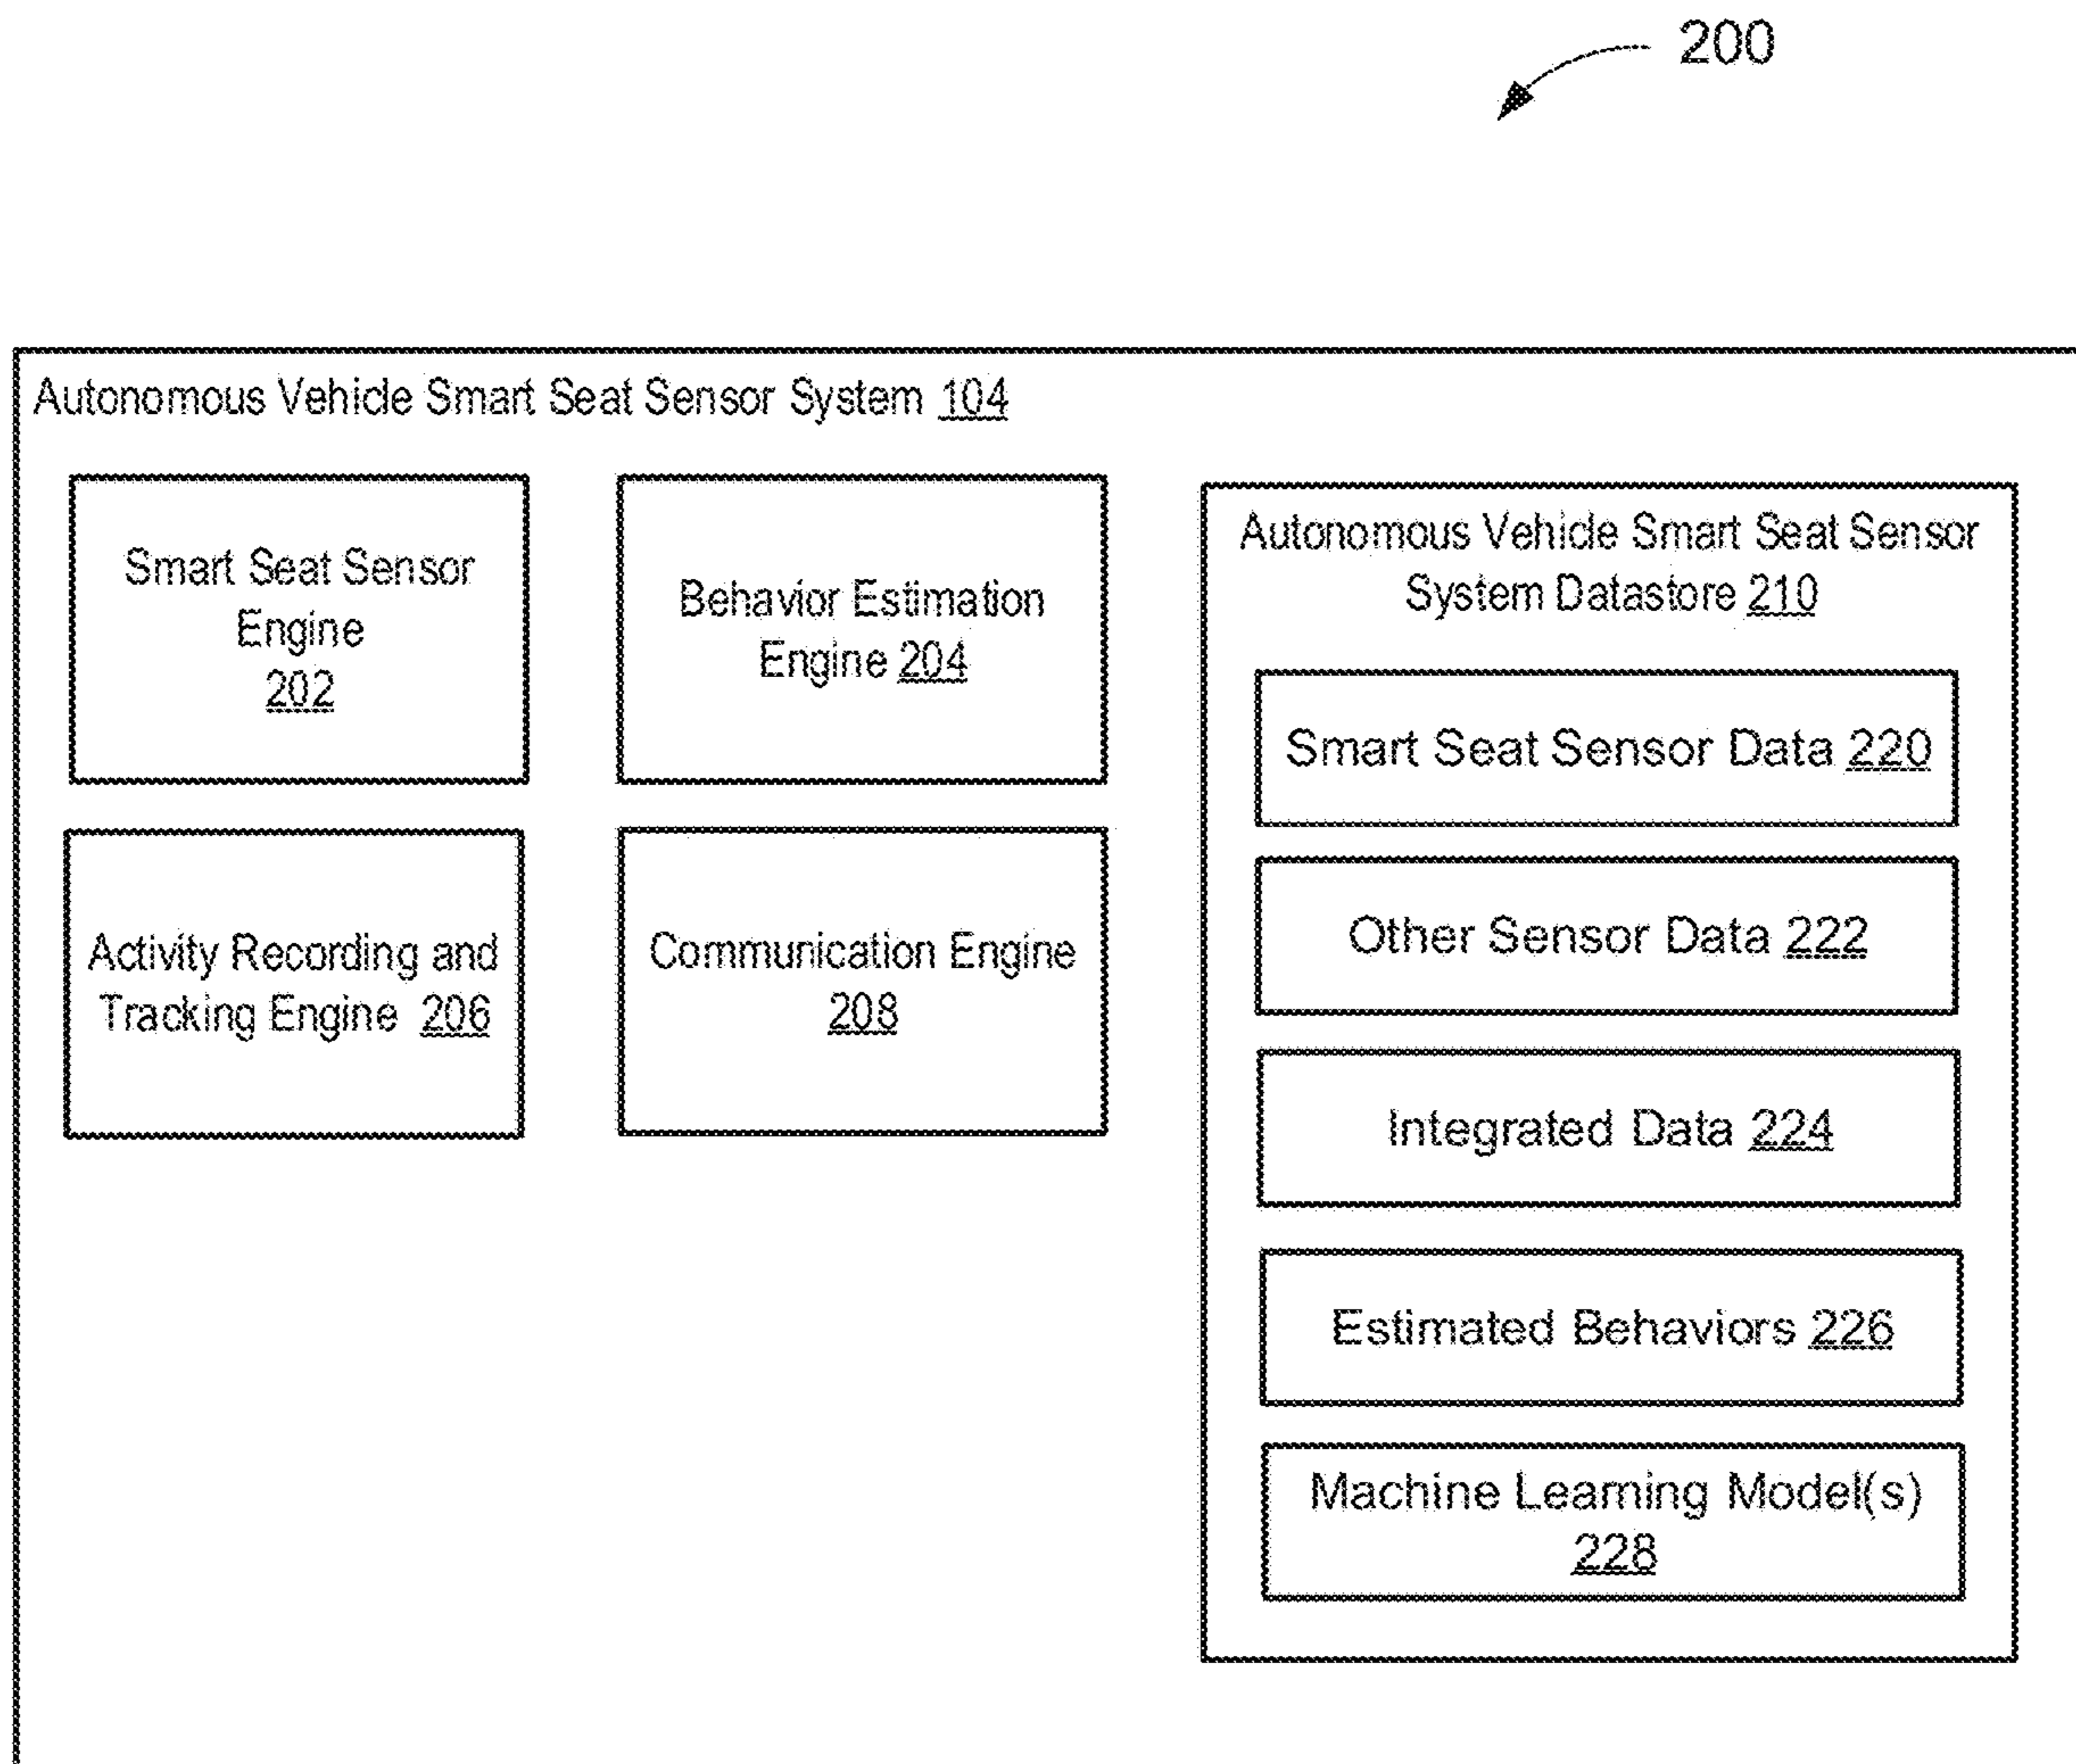 200
Autonomous Vehicle Smart Seat Sensor System 104
Smart Seat Sensor
Engine
202
Behavior Estimation
Engine 204
Activity Recording and
Tracking Engine 206
Communication Engine
208
Autonomous Vehicle Smart Seat Sensor
System Datastore 210
Smart Seat Sensor Data 220
Other Sensor Data 222
Integrated Data 224
Estimated Behaviors 226
Machine Learning Model(s)
228